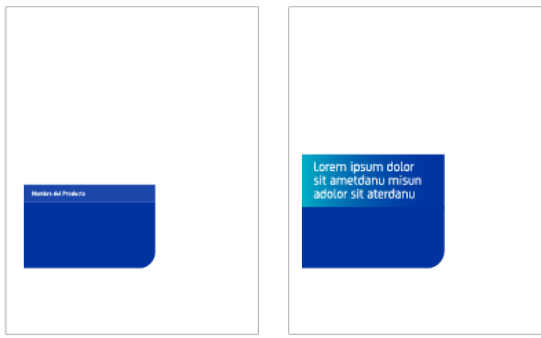 Nombre del Producto
Lorem ipsum dolor
sit ametdanu misun
adolor sit aterdanu